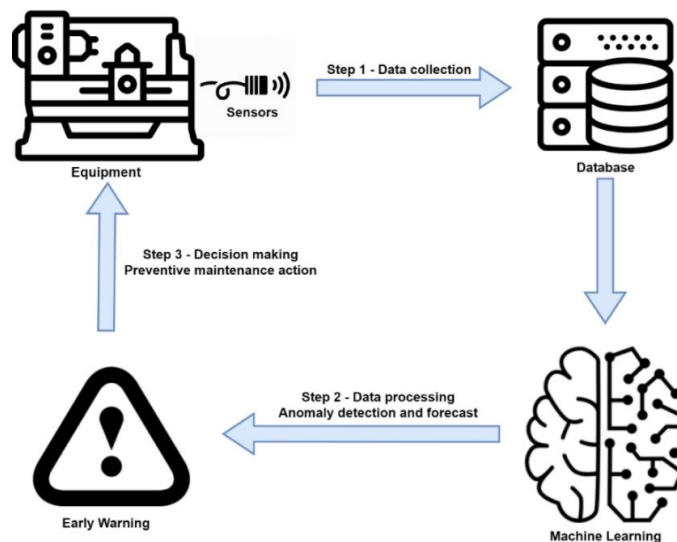 Step 1 - Data collection
Sensors
Equipment
Database
Step 3 - Decision making
Preventive maintenance action
Step 2 - Data processing
Anomaly detection and forecast
Early Warning
Machine Learning